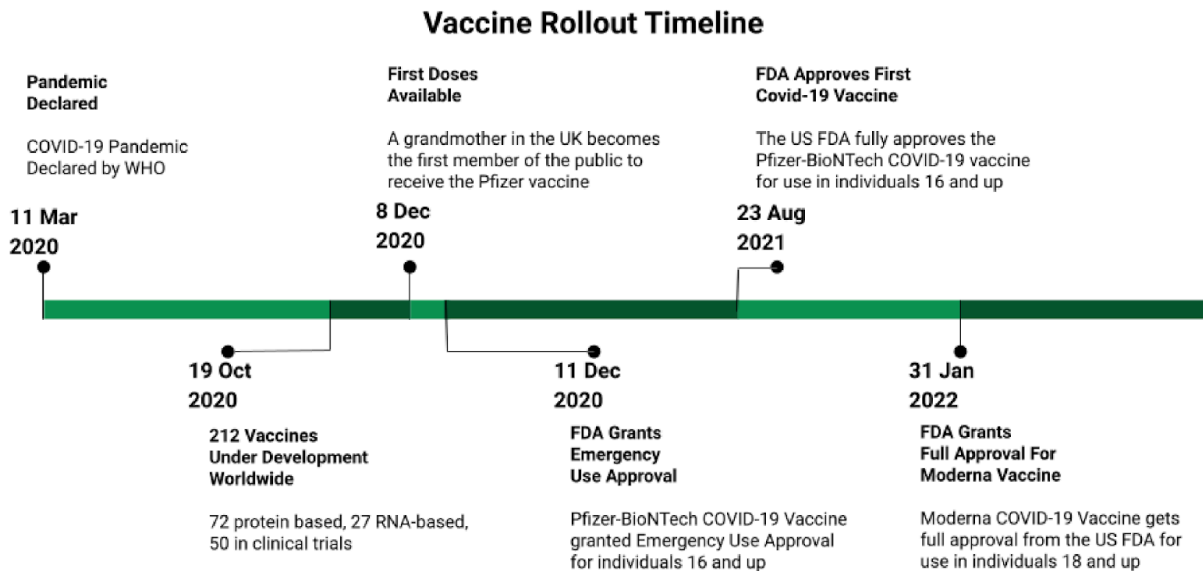 Vaccine Rollout Timeline
Pandemic
Declared
COVID-19 Pandemic
Declared by WHO
11 Mar
2020
19 Oct
2020
212 Vaccines
Under Development
Worldwide
72 protein based, 27 RNA-based,
50 in clinical trials
First Doses
Available
A grandmother in the UK becomes
the first member of the public to
receive the Pfizer vaccine
8 Dec
2020
11 Dec
2020
FDA Grants
Emergency
Use Approval
Pfizer-BioNTech COVID-19 Vaccine
granted Emergency Use Approval
for individuals 16 and up
FDA Approves First
Covid-19 Vaccine
The US FDA fully approves the
Pfizer-BioNTech COVID-19 vaccine
for use in individuals 16 and up
23 Aug
2021
31 Jan
2022
FDA Grants
Full Approval For
Moderna Vaccine
Moderna COVID-19 Vaccine gets
full approval from the US FDA for
use in individuals 18 and up